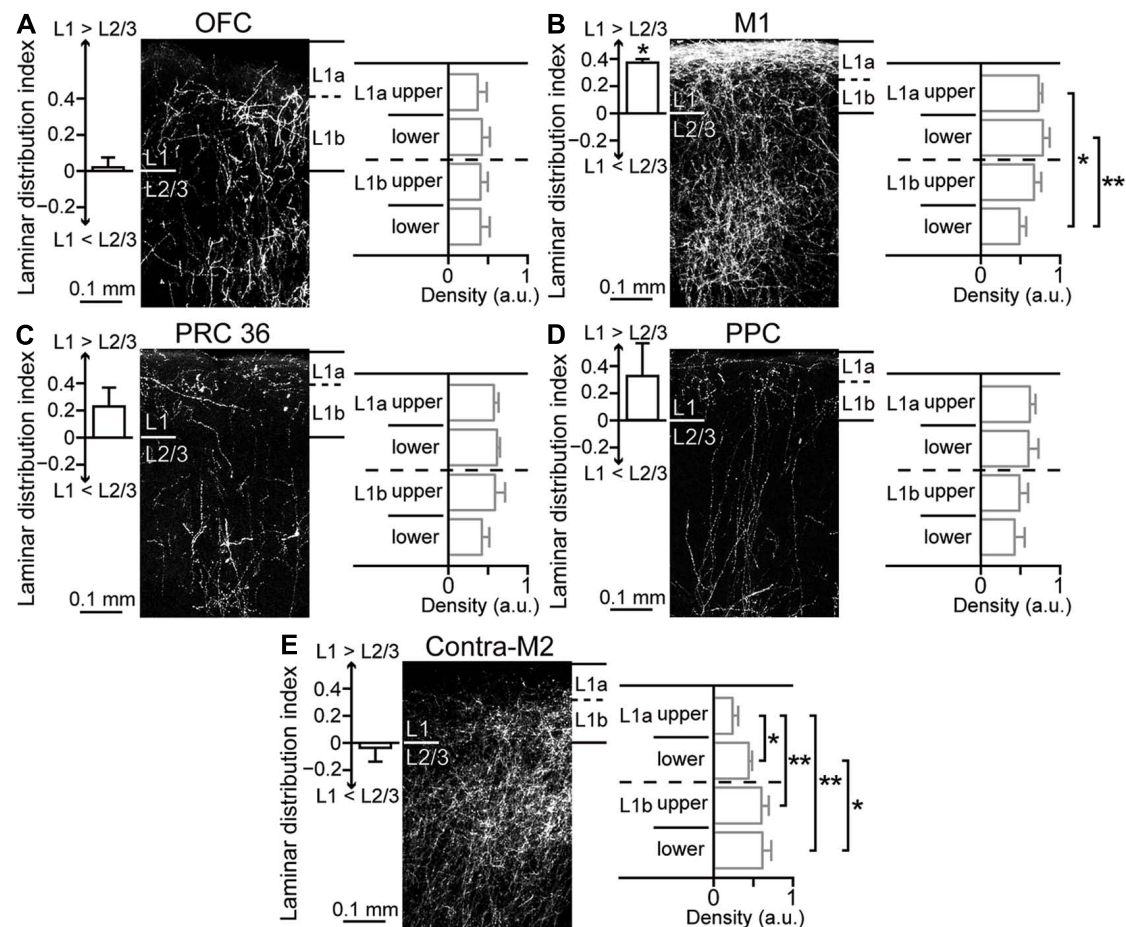 A
OFC
L1 > L2/3
Laminar distribution index
0.4
0.2
0
−0.2
L1 < L2/3
0.1 mm
L1
L2/3
L1a
L1b
L1a upper
lower
L1b upper
lower
0 1
Density (a.u.)
B
M1
L1 > L2/3
Laminar distribution index
0.4
0.2
0
−0.2
L1 < L2/3
0.1 mm
*
L1
L2/3
L1a
L1b
L1a upper
lower
L1b upper
lower
*
**
0 1
Density (a.u.)
C
PRC 36
L1 > L2/3
Laminar distribution index
0.4
0.2
0
−0.2
L1 < L2/3
0.1 mm
L1
L2/3
L1a
L1b
L1a upper
lower
L1b upper
lower
0 1
Density (a.u.)
D
PPC
L1 > L2/3
Laminar distribution index
0.4
0.2
0
−0.2
L1 < L2/3
0.1 mm
L1
L2/3
L1a
L1b
L1a upper
lower
L1b upper
lower
0 1
Density (a.u.)
E
Contra-M2
L1 > L2/3
Laminar distribution index
0.4
0.2
0
−0.2
L1 < L2/3
0.1 mm
L1
L2/3
L1a
L1b
L1a upper
lower
L1b upper
lower
*
**
**
*
0 1
Density (a.u.)